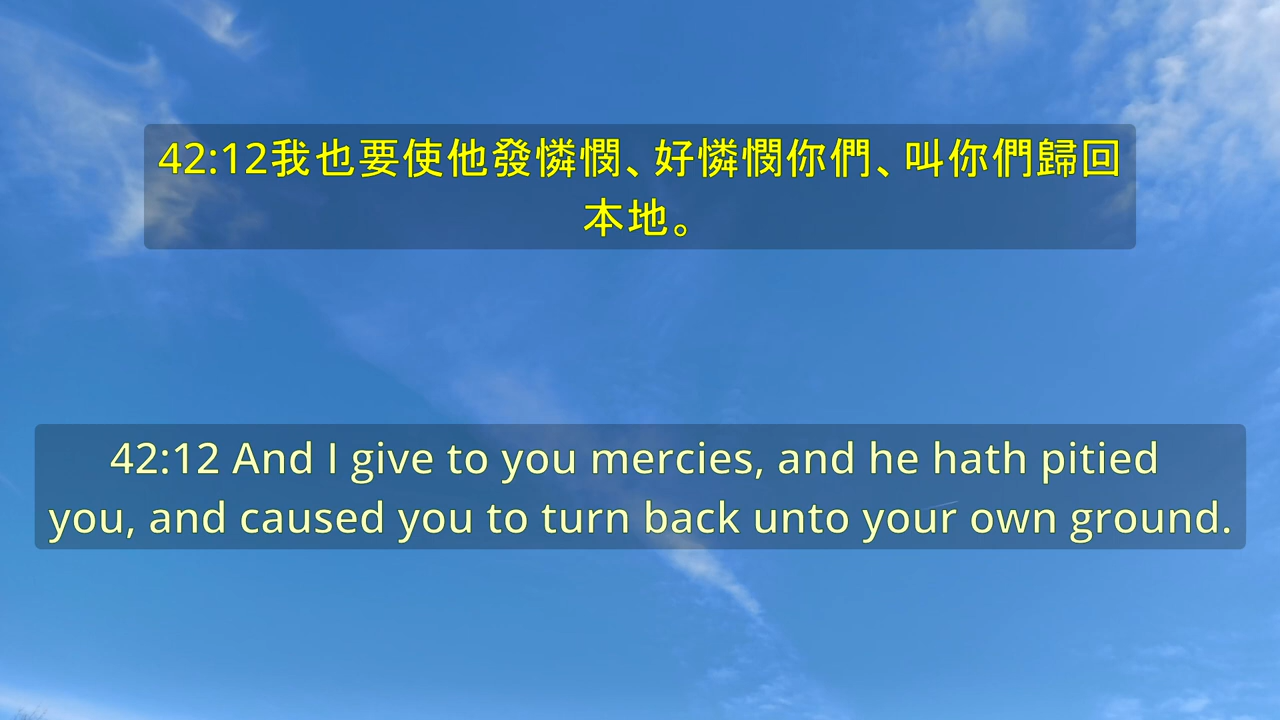 42:12我也要使他發憐憫、好憐憫你們、叫你們歸回
本地。
42:12 And I give to you mercies, and he hath pitied
you, and caused you to turn back unto your own ground.